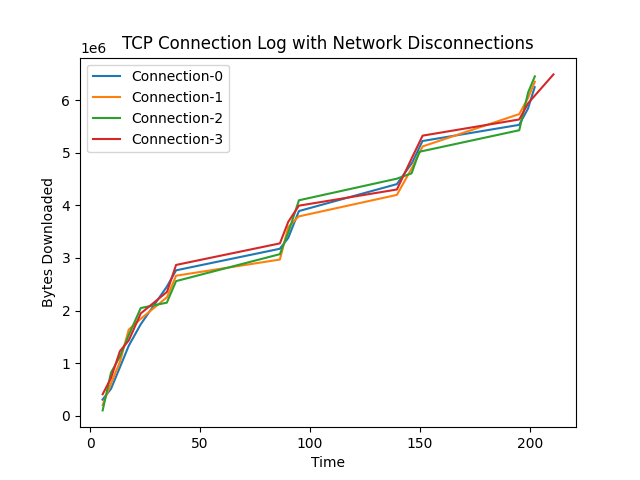 TCP Connection Log with Network Disconnections
1e6
Connection-0
Connection-1
Connection-2
Connection-3
6
5
4
3
2
1
0
Bytes Downloaded
0 50 100 150 200
Time